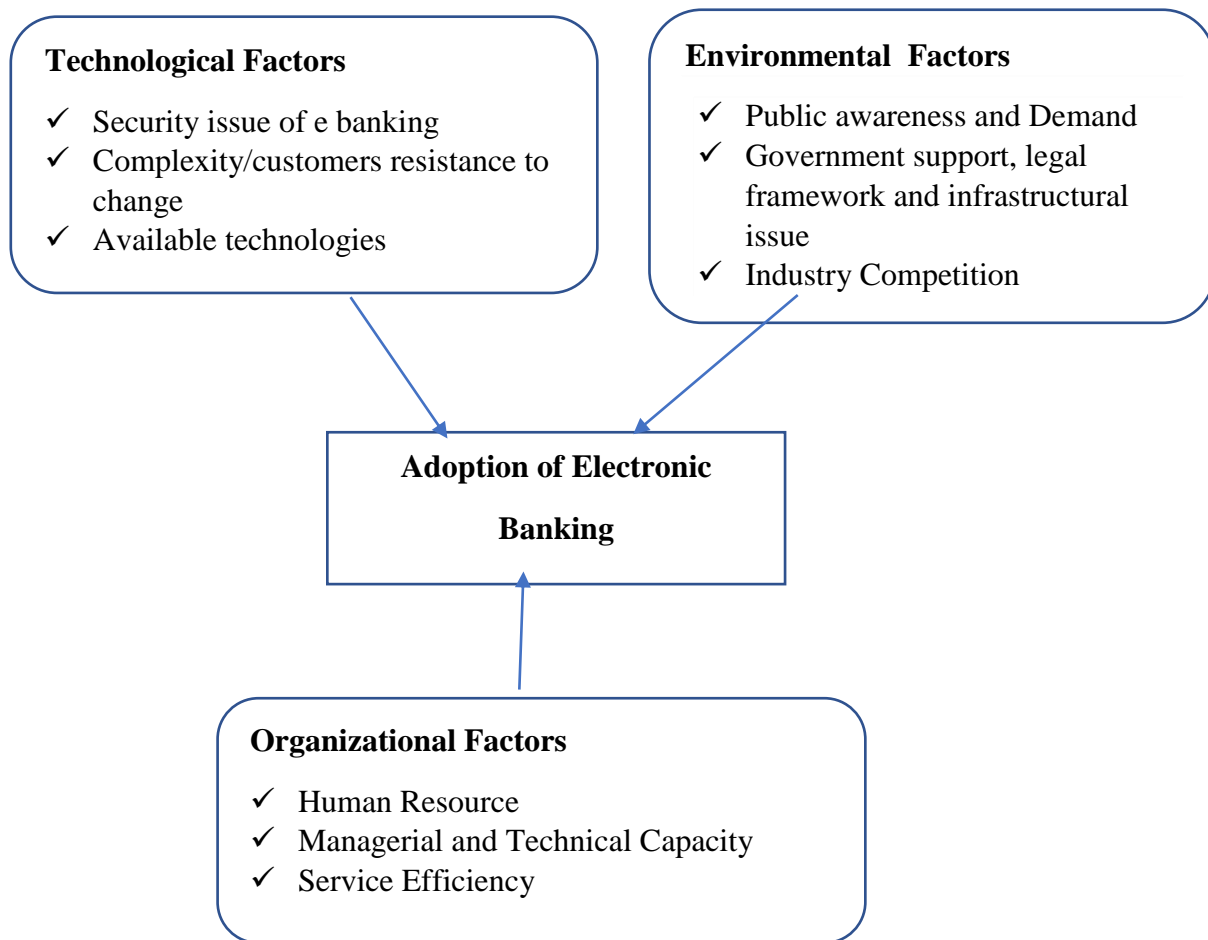 Technological Factors
✓ Security issue of e banking
✓ Complexity/customers resistance to
change
✓ Available technologies
Environmental  Factors
✓ Public awareness and Demand
✓ Government support, legal
framework and infrastructural
issue
✓ Industry Competition
Adoption of Electronic
Banking
Organizational Factors
✓ Human Resource
✓ Managerial and Technical Capacity
✓ Service Efficiency